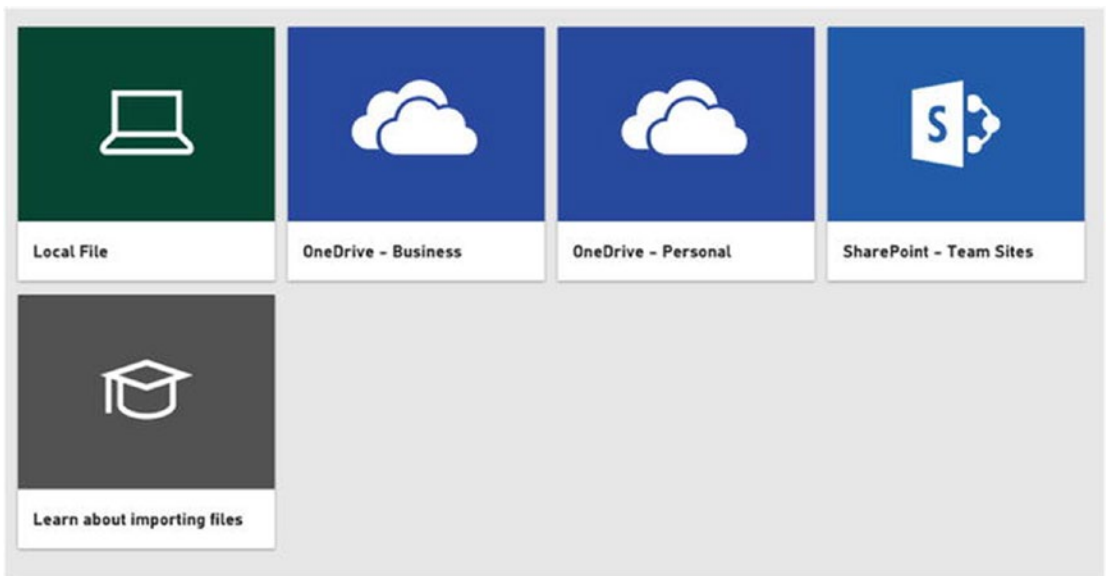 Local File
OneDrive – Business
OneDrive – Personal
S
SharePoint – Team Sites
Learn about importing files